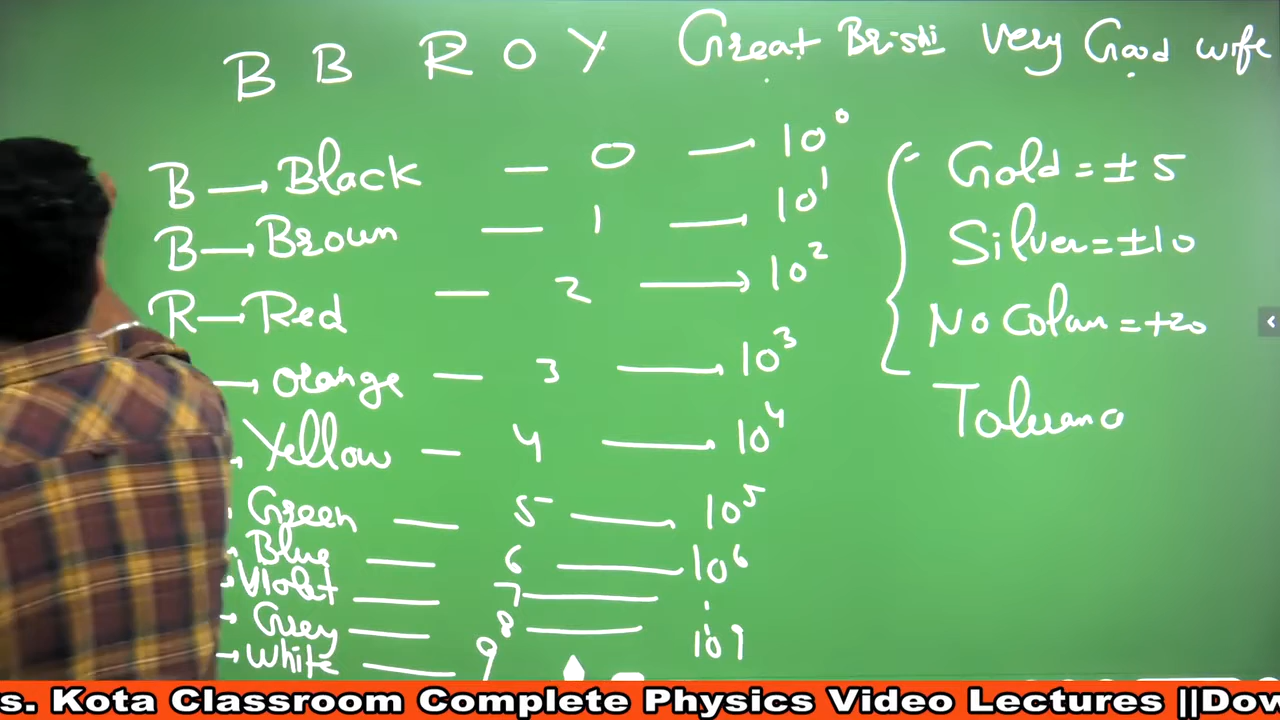 B B R O Y Great Bristi Very Good wife
B → Black — 0 → 10⁰
B → Brown — 1 → 10¹
R → Red — 2 → 10²
→ Orange — 3 → 10³
→ Yellow — 4 → 10⁴
→ Green — 5 → 10⁵
→ Blue — 6 → 10⁶
→ Violet — 7 —
→ Grey — 8 —
→ White — 9 10⁹
Gold = ± 5
Silver = ±10
No Colour = +20
s. Kota Classroom Complete Physics Video Lectures ||Dow